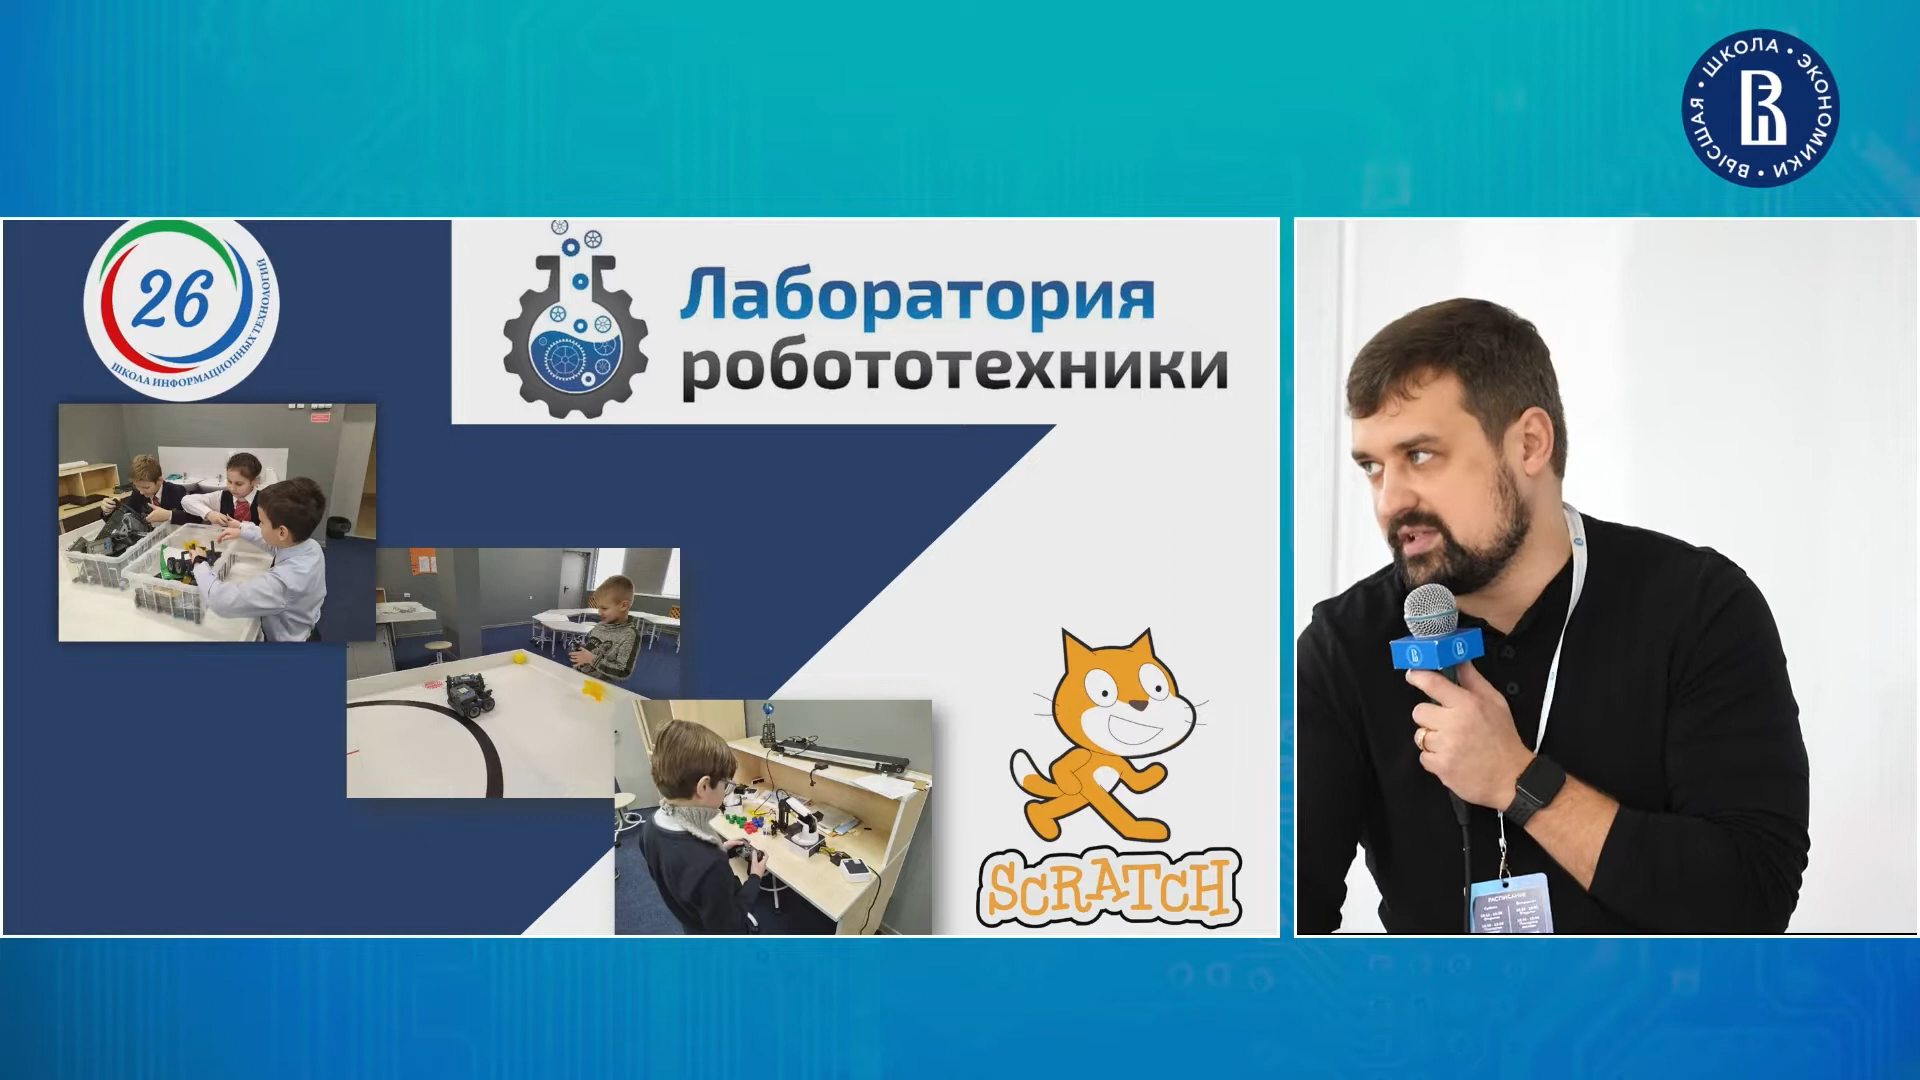 ВЫСШАЯ • ШКОЛА • ЭКОНОМИКИ •
26
ШКОЛА ИНФОРМАЦИОННЫХ ТЕХНОЛОГИЙ
Лаборатория
робототехники
SCRATCH
РАСПИСАНИЕ